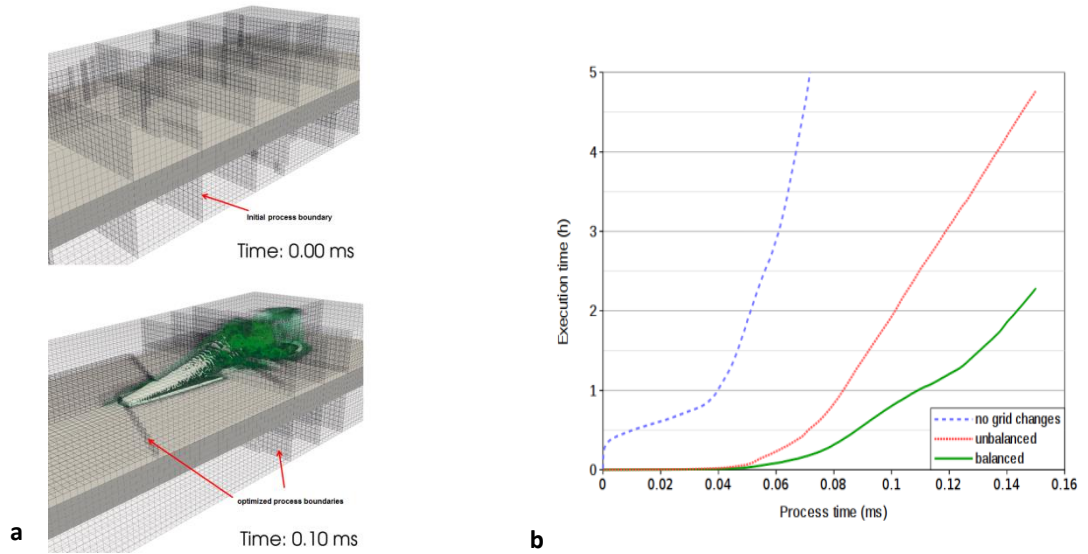 Initial process boundary
Time: 0.00 ms
optimized process boundaries
Time: 0.10 ms
a
5
4
3
2
1
0
Execution time (h)
no grid changes
unbalanced
balanced
0 0.02 0.04 0.06 0.08 0.1 0.12 0.14 0.16
Process time (ms)
b